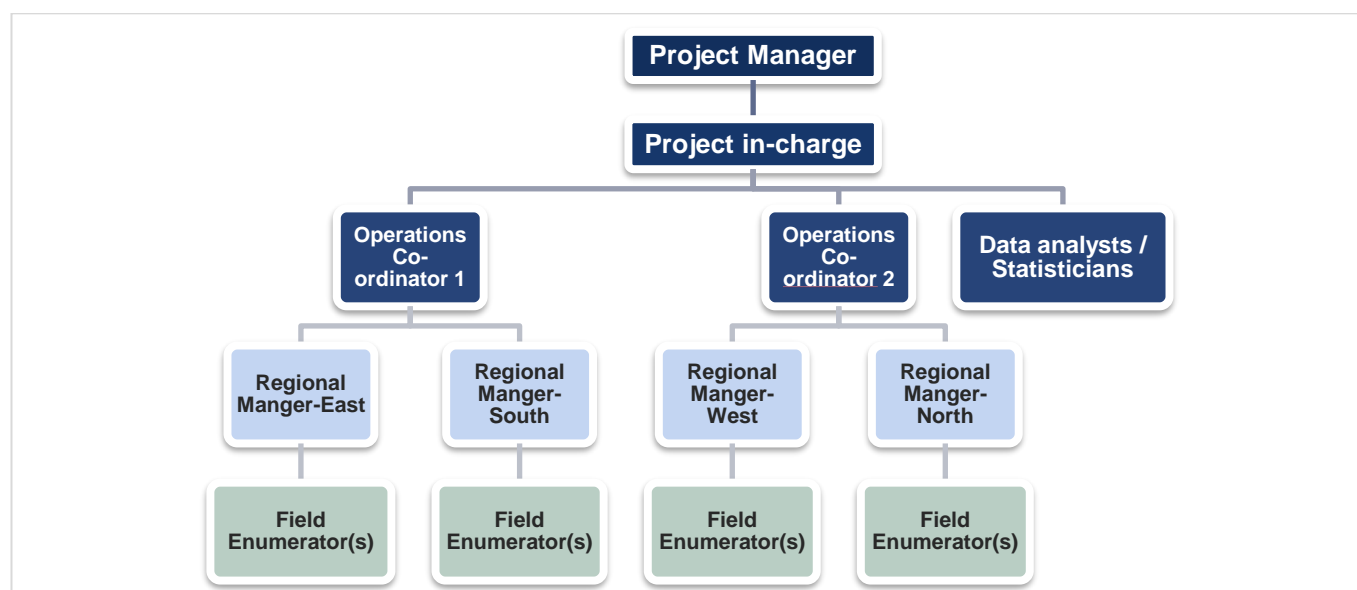 Project Manager
Project in-charge
Operations
Co-
ordinator 1
Operations
Co-
ordinator 2
Data analysts /
Statisticians
Regional
Manger-East
Regional
Manger-
South
Regional
Manger-
West
Regional
Manger-
North
Field
Enumerator(s)
Field
Enumerator(s)
Field
Enumerator(s)
Field
Enumerator(s)